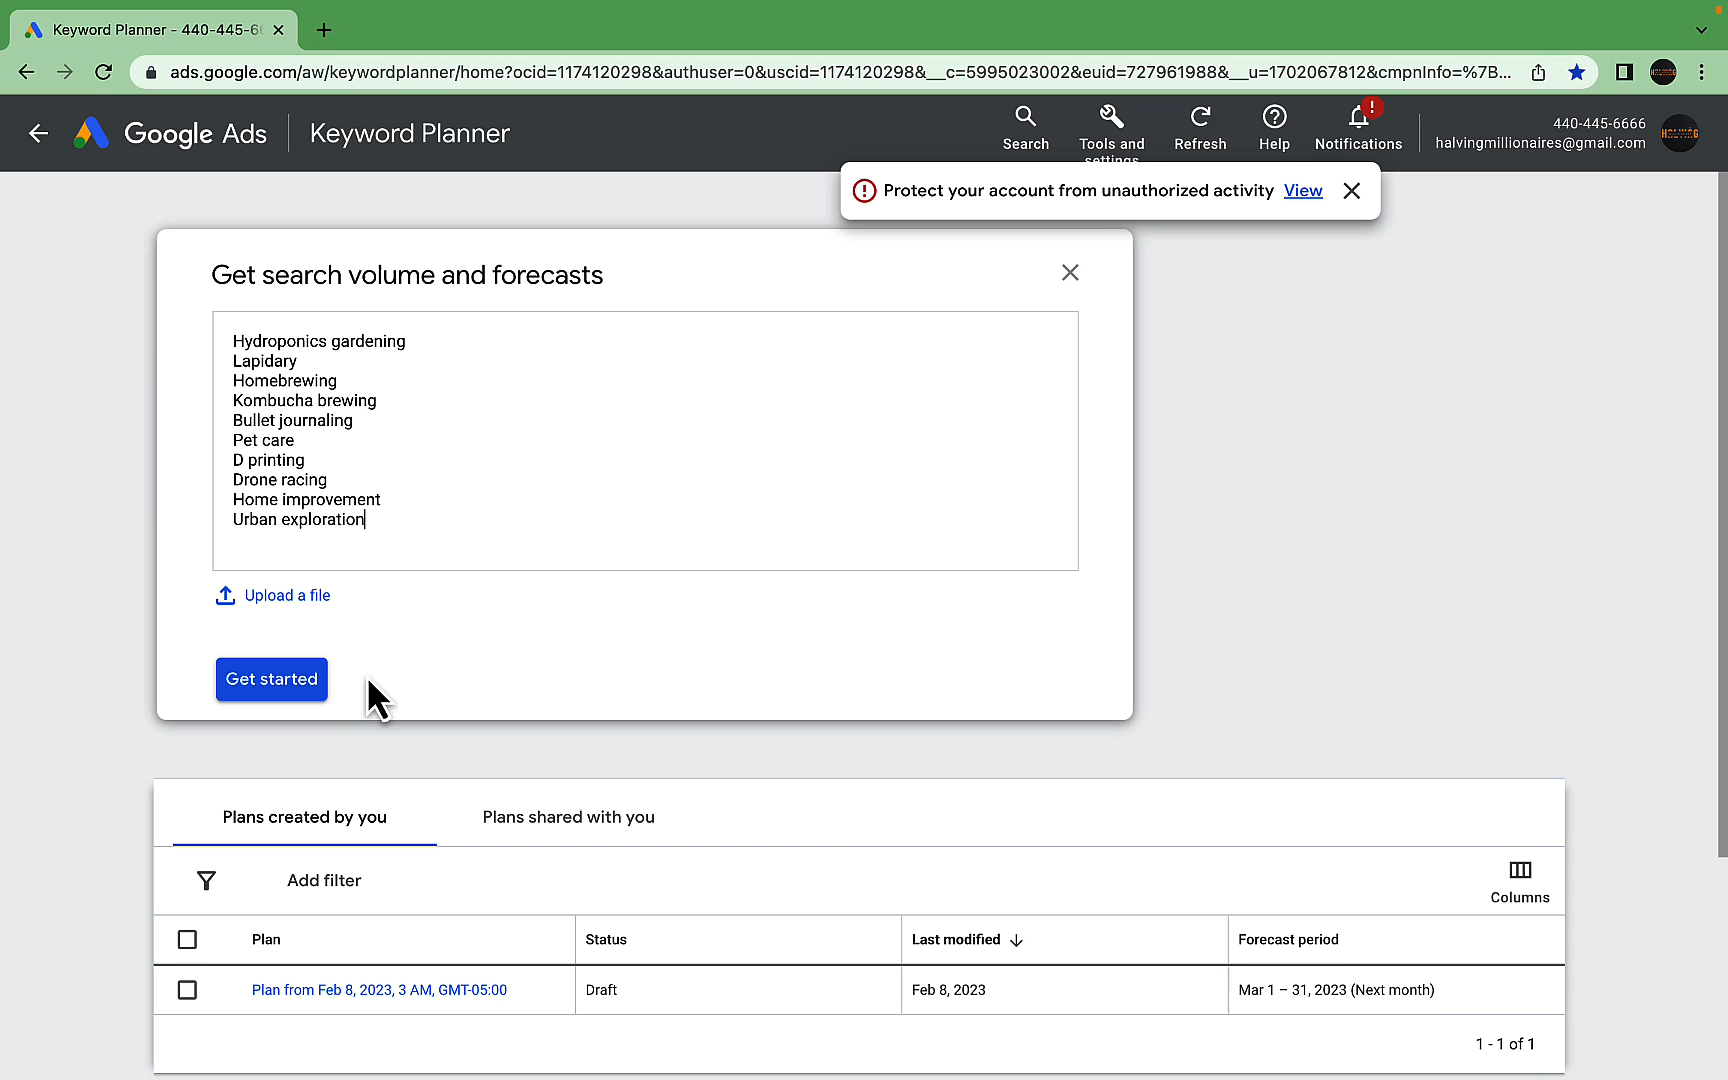 Keyword Planner - 440-445-6
ads.google.com/aw/keywordplanner/home?ocid=1174120298&authuser=0&uscid=1174120298&__c=5995023002&euid=727961988&__u=1702067812&cmpnInfo=%7B...
Google Ads Keyword Planner
Search
Tools and settings
Refresh
Help
Notifications
440-445-6666
halvingmillionaires@gmail.com
HALVING
Protect your account from unauthorized activity View
Get search volume and forecasts
Hydroponics gardening
Lapidary
Homebrewing
Kombucha brewing
Bullet journaling
Pet care
D printing
Drone racing
Home improvement
Urban exploration
Upload a file
Get started
Plans created by you Plans shared with you
Add filter
Columns
Plan Status Last modified Forecast period
Plan from Feb 8, 2023, 3 AM, GMT-05:00 Draft Feb 8, 2023 Mar 1 – 31, 2023 (Next month)
1 - 1 of 1